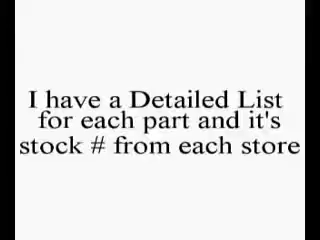 I have a Detailed List
for each part and it's
stock # from each store